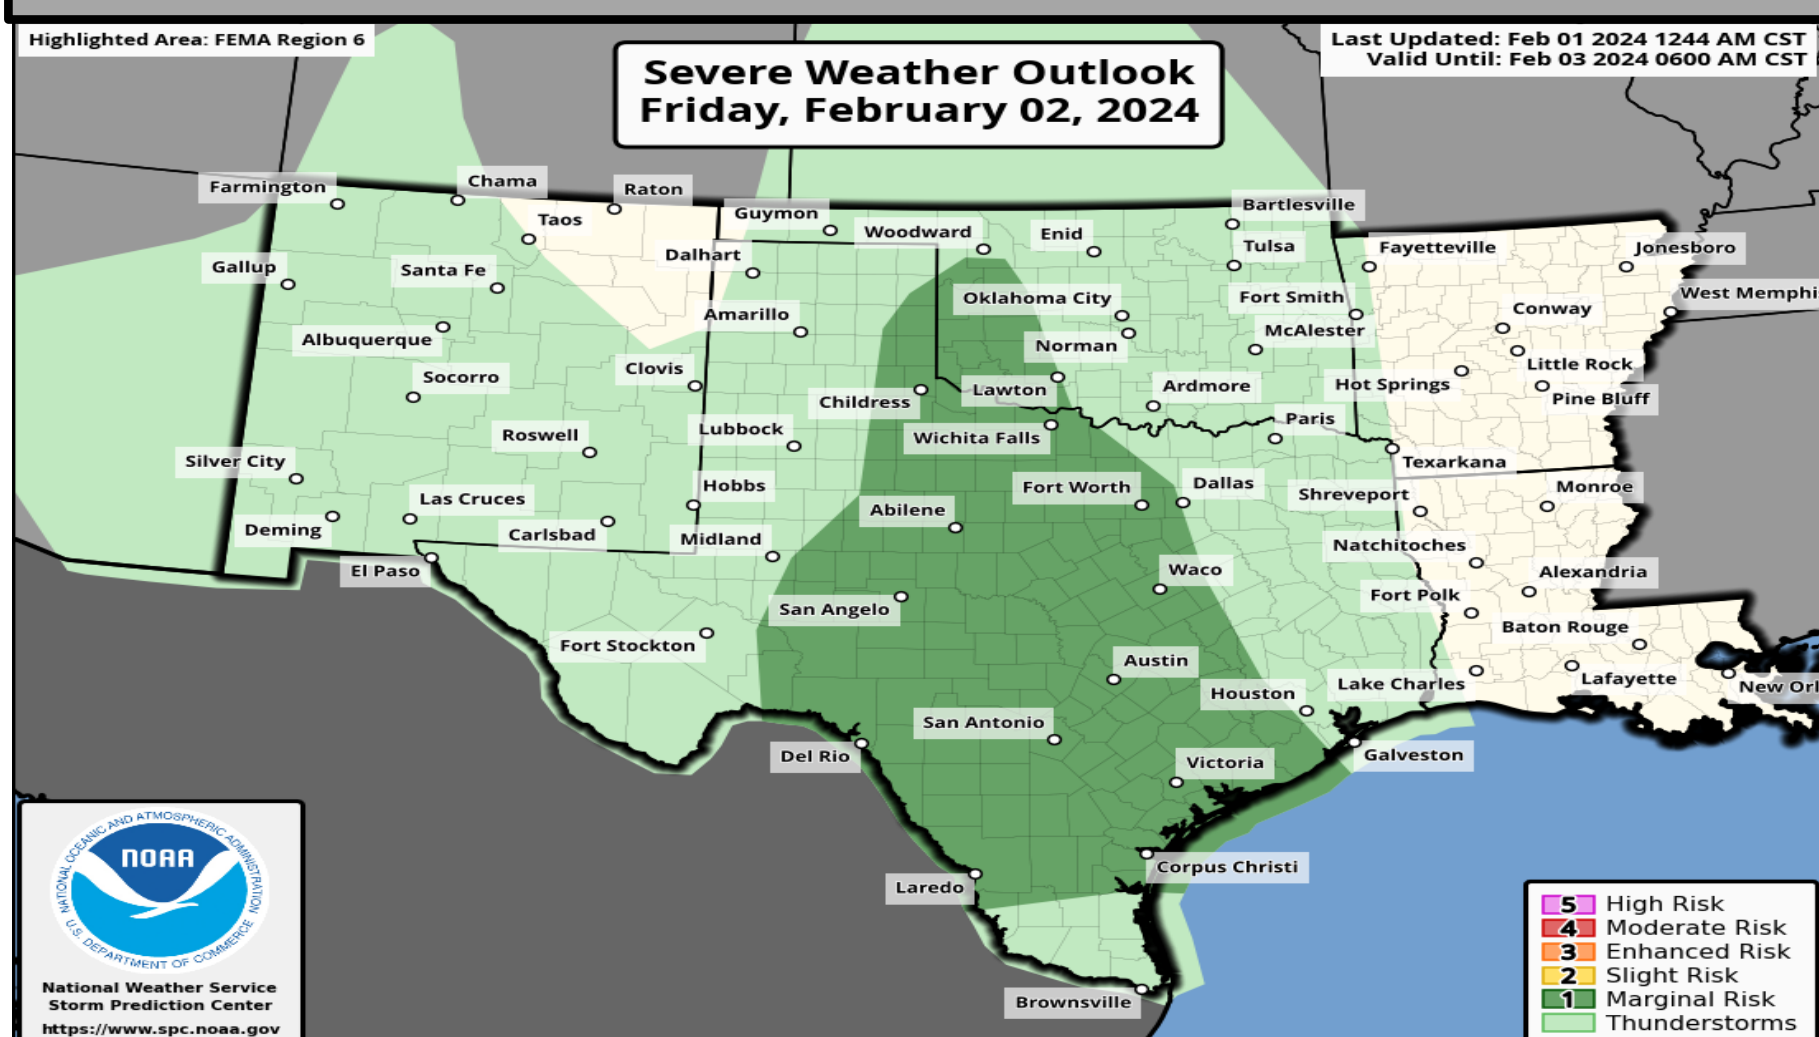 Highlighted Area: FEMA Region 6
Last Updated: Feb 01 2024 1244 AM CST
Valid Until: Feb 03 2024 0600 AM CST
Severe Weather Outlook
Friday, February 02, 2024
Farmington
Chama
Raton
Taos
Guymon
Woodward
Enid
Bartlesville
Tulsa
Fayetteville
Jonesboro
Gallup
Santa Fe
Dalhart
Oklahoma City
Fort Smith
West Memphi
Amarillo
Conway
Albuquerque
Norman
McAlester
Little Rock
Socorro
Clovis
Childress
Lawton
Ardmore
Hot Springs
Pine Bluff
Roswell
Lubbock
Wichita Falls
Paris
Texarkana
Silver City
Las Cruces
Hobbs
Fort Worth
Dallas
Shreveport
Monroe
Deming
Carlsbad
Midland
Abilene
Natchitoches
El Paso
Waco
Alexandria
San Angelo
Fort Polk
Fort Stockton
Baton Rouge
Austin
Houston
Lake Charles
Lafayette
New Orl
San Antonio
Del Rio
Victoria
Galveston
Laredo
Corpus Christi
Brownsville
NATIONAL OCEANIC AND ATMOSPHERIC ADMINISTRATION
NOAA
U.S. DEPARTMENT OF COMMERCE
National Weather Service
Storm Prediction Center
https://www.spc.noaa.gov
5 High Risk
4 Moderate Risk
3 Enhanced Risk
2 Slight Risk
1 Marginal Risk
Thunderstorms